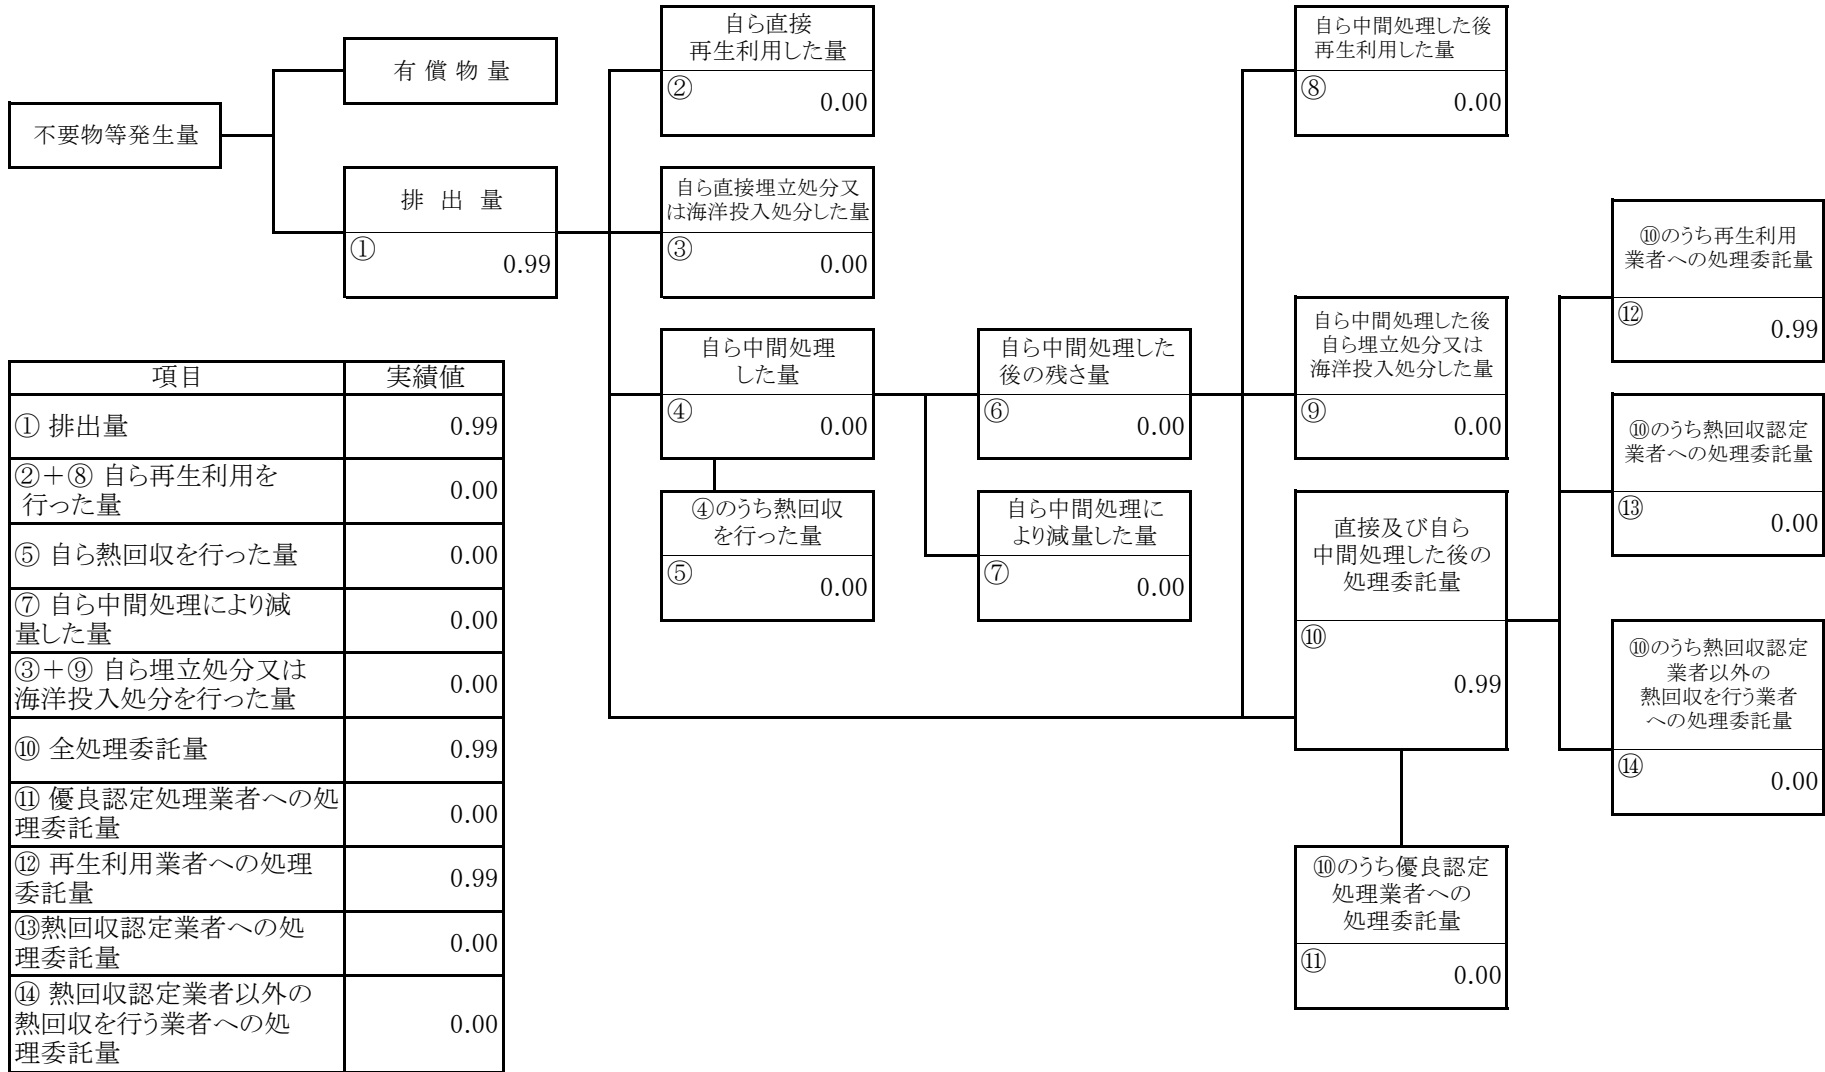 不要物等発生量
有 償 物 量
排 出 量
①
0.99
自ら直接
再生利用した量
②
0.00
自ら直接埋立処分又
は海洋投入処分した量
③
0.00
自ら中間処理
した量
④
0.00
④のうち熱回収
を行った量
⑤
0.00
自ら中間処理した
後の残さ量
⑥
0.00
自ら中間処理に
より減量した量
⑦
0.00
自ら中間処理した後
再生利用した量
⑧
0.00
自ら中間処理した後
自ら埋立処分又は
海洋投入処分した量
⑨
0.00
直接及び自ら
中間処理した後の
処理委託量
⑩
0.99
⑩のうち優良認定
処理業者への
処理委託量
⑪
0.00
⑩のうち再生利用
業者への処理委託量
⑫
0.99
⑩のうち熱回収認定
業者への処理委託量
⑬
0.00
⑩のうち熱回収認定
業者以外の
熱回収を行う業者
への処理委託量
⑭
0.00
項目 実績値
① 排出量 0.99
②＋⑧ 自ら再生利用を
行った量 0.00
⑤ 自ら熱回収を行った量 0.00
⑦ 自ら中間処理により減
量した量 0.00
③＋⑨ 自ら埋立処分又は
海洋投入処分を行った量 0.00
⑩ 全処理委託量 0.99
⑪ 優良認定処理業者への処
理委託量 0.00
⑫ 再生利用業者への処理
委託量 0.99
⑬熱回収認定業者への処
理委託量 0.00
⑭ 熱回収認定業者以外の
熱回収を行う業者への処
理委託量 0.00